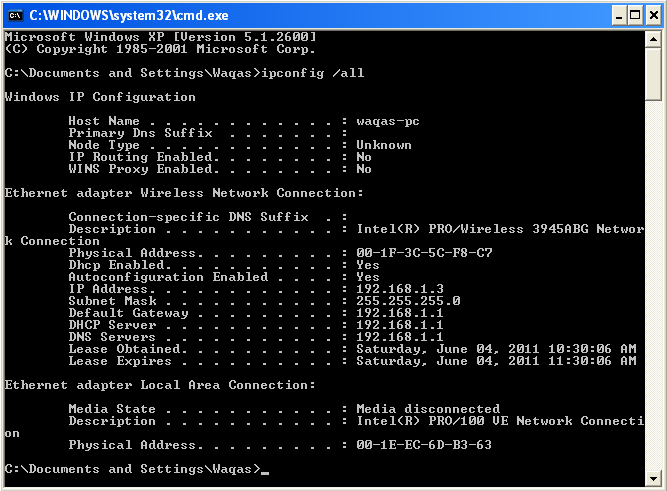 C:\WINDOWS\system32\cmd.exe
Microsoft Windows XP [Version 5.1.2600]
(C) Copyright 1985-2001 Microsoft Corp.
C:\Documents and Settings\Waqas>ipconfig /all
Windows IP Configuration
Host Name . . . . . . . . . . . . : waqas-pc
Primary Dns Suffix  . . . . . . . :
Node Type . . . . . . . . . . . . : Unknown
IP Routing Enabled. . . . . . . . : No
WINS Proxy Enabled. . . . . . . . : No
Ethernet adapter Wireless Network Connection:
Connection-specific DNS Suffix  . :
Description . . . . . . . . . . . : Intel(R) PRO/Wireless 3945ABG Networ
k Connection
Physical Address. . . . . . . . . : 00-1F-3C-5C-F8-C7
Dhcp Enabled. . . . . . . . . . . : Yes
Autoconfiguration Enabled . . . . : Yes
IP Address. . . . . . . . . . . . : 192.168.1.3
Subnet Mask . . . . . . . . . . . : 255.255.255.0
Default Gateway . . . . . . . . . : 192.168.1.1
DHCP Server . . . . . . . . . . . : 192.168.1.1
DNS Servers . . . . . . . . . . . : 192.168.1.1
Lease Obtained. . . . . . . . . . : Saturday, June 04, 2011 10:30:06 AM
Lease Expires . . . . . . . . . . : Saturday, June 04, 2011 11:30:06 AM
Ethernet adapter Local Area Connection:
Media State . . . . . . . . . . . : Media disconnected
Description . . . . . . . . . . . : Intel(R) PRO/100 VE Network Connecti
on
Physical Address. . . . . . . . . : 00-1E-EC-6D-B3-63
C:\Documents and Settings\Waqas>_